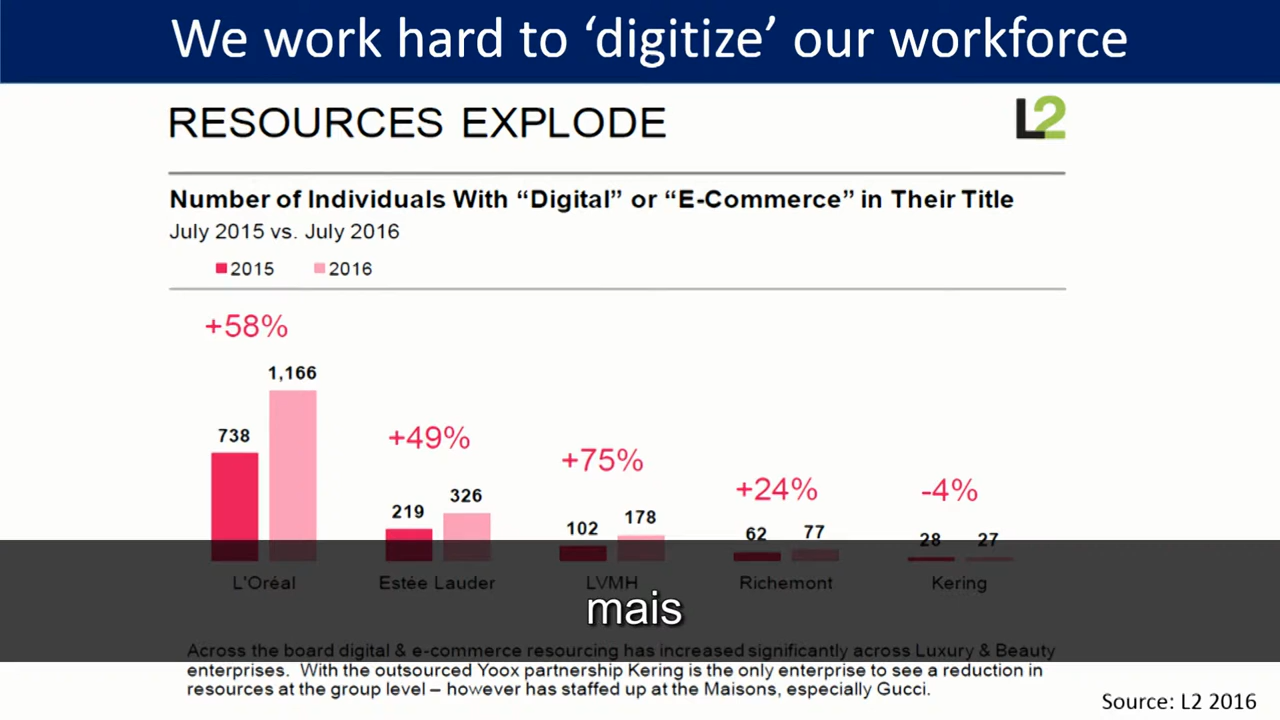 We work hard to ‘digitize’ our workforce
RESOURCES EXPLODE
L2
Number of Individuals With “Digital” or “E-Commerce” in Their Title
July 2015 vs. July 2016
2015 2016
+58%
1,166
738
+49%
326
219
+75%
178
102
+24%
77
62
-4%
28 27
L'Oréal Estée Lauder LVMH Richemont Kering
mais
Across the board digital & e-commerce resourcing has increased significantly across Luxury & Beauty
enterprises. With the outsourced Yoox partnership Kering is the only enterprise to see a reduction in
resources at the group level – however has staffed up at the Maisons, especially Gucci.
Source: L2 2016